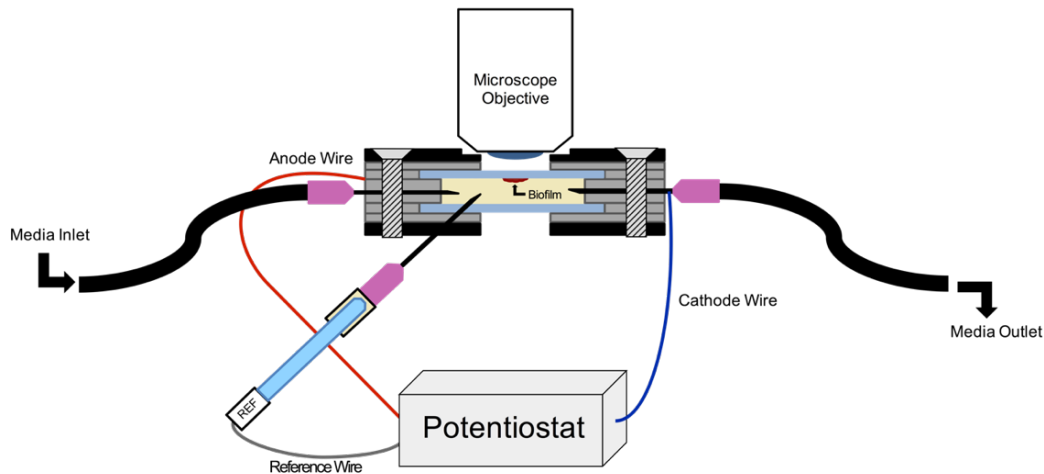 Microscope
Objective
Anode Wire
Biofilm
Media Inlet
Cathode Wire
Media Outlet
REF
Potentiostat
Reference Wire